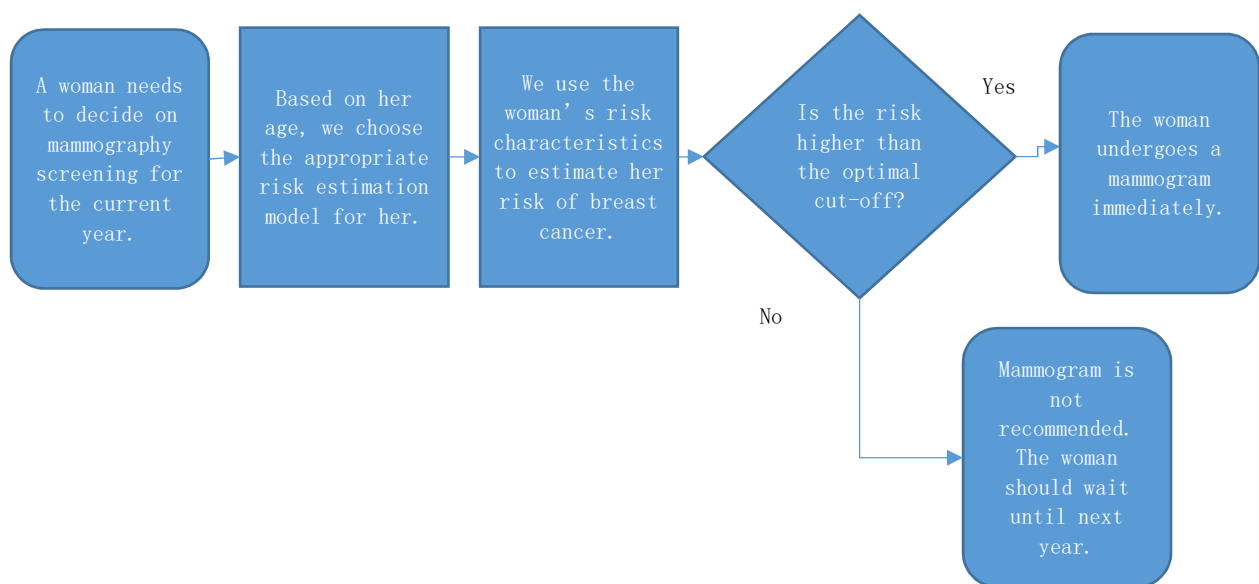 A woman needs
to decide on
mammography
screening for
the current
year.
Based on her
age, we choose
the appropriate
risk estimation
model for her.
We use the
woman’s risk
characteristics
to estimate her
risk of breast
cancer.
Is the risk
higher than
the optimal
cut-off?
Yes
The woman
undergoes a
mammogram
immediately.
No
Mammogram is
not
recommended.
The woman
should wait
until next
year.